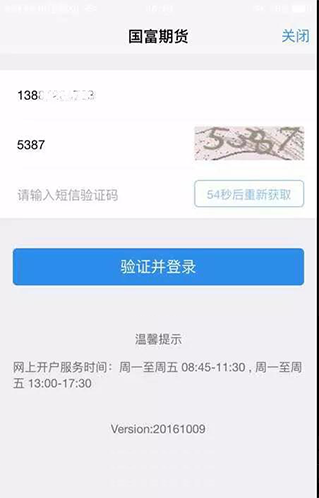 国富期货
关闭
138
5387
5387
请输入短信验证码
54秒后重新获取
验证并登录
温馨提示
网上开户服务时间：周一至周五 08:45-11:30 , 周一至周
五 13:00-17:30
Version:20161009